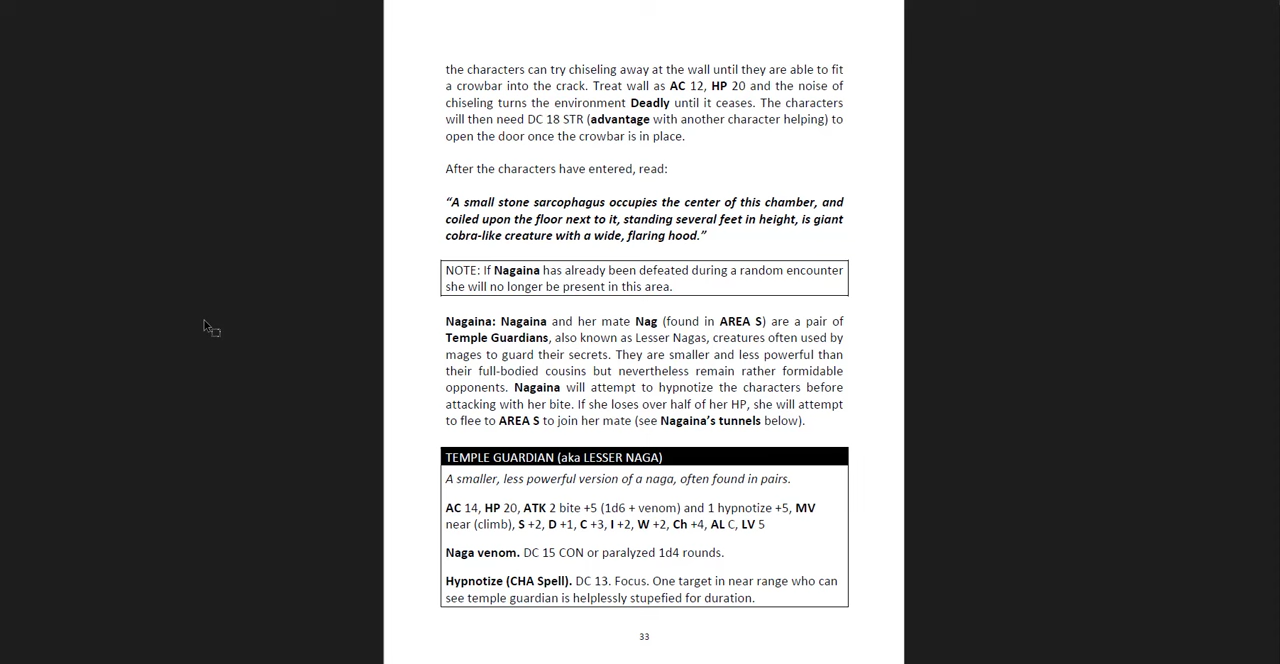 the characters can try chiseling away at the wall until they are able to fit
a crowbar into the crack. Treat wall as AC 12, HP 20 and the noise of
chiseling turns the environment Deadly until it ceases. The characters
will then need DC 18 STR (advantage with another character helping) to
open the door once the crowbar is in place.
After the characters have entered, read:
“A small stone sarcophagus occupies the center of this chamber, and
coiled upon the floor next to it, standing several feet in height, is giant
cobra-like creature with a wide, flaring hood.”
NOTE: If Nagaina has already been defeated during a random encounter
she will no longer be present in this area.
Nagaina: Nagaina and her mate Nag (found in AREA S) are a pair of
Temple Guardians, also known as Lesser Nagas, creatures often used by
mages to guard their secrets. They are smaller and less powerful than
their full-bodied cousins but nevertheless remain rather formidable
opponents. Nagaina will attempt to hypnotize the characters before
attacking with her bite. If she loses over half of her HP, she will attempt
to flee to AREA S to join her mate (see Nagaina’s tunnels below).
TEMPLE GUARDIAN (aka LESSER NAGA)
A smaller, less powerful version of a naga, often found in pairs.
AC 14, HP 20, ATK 2 bite +5 (1d6 + venom) and 1 hypnotize +5, MV
near (climb), S +2, D +1, C +3, I +2, W +2, Ch +4, AL C, LV 5
Naga venom. DC 15 CON or paralyzed 1d4 rounds.
Hypnotize (CHA Spell). DC 13. Focus. One target in near range who can
see temple guardian is helplessly stupefied for duration.
33